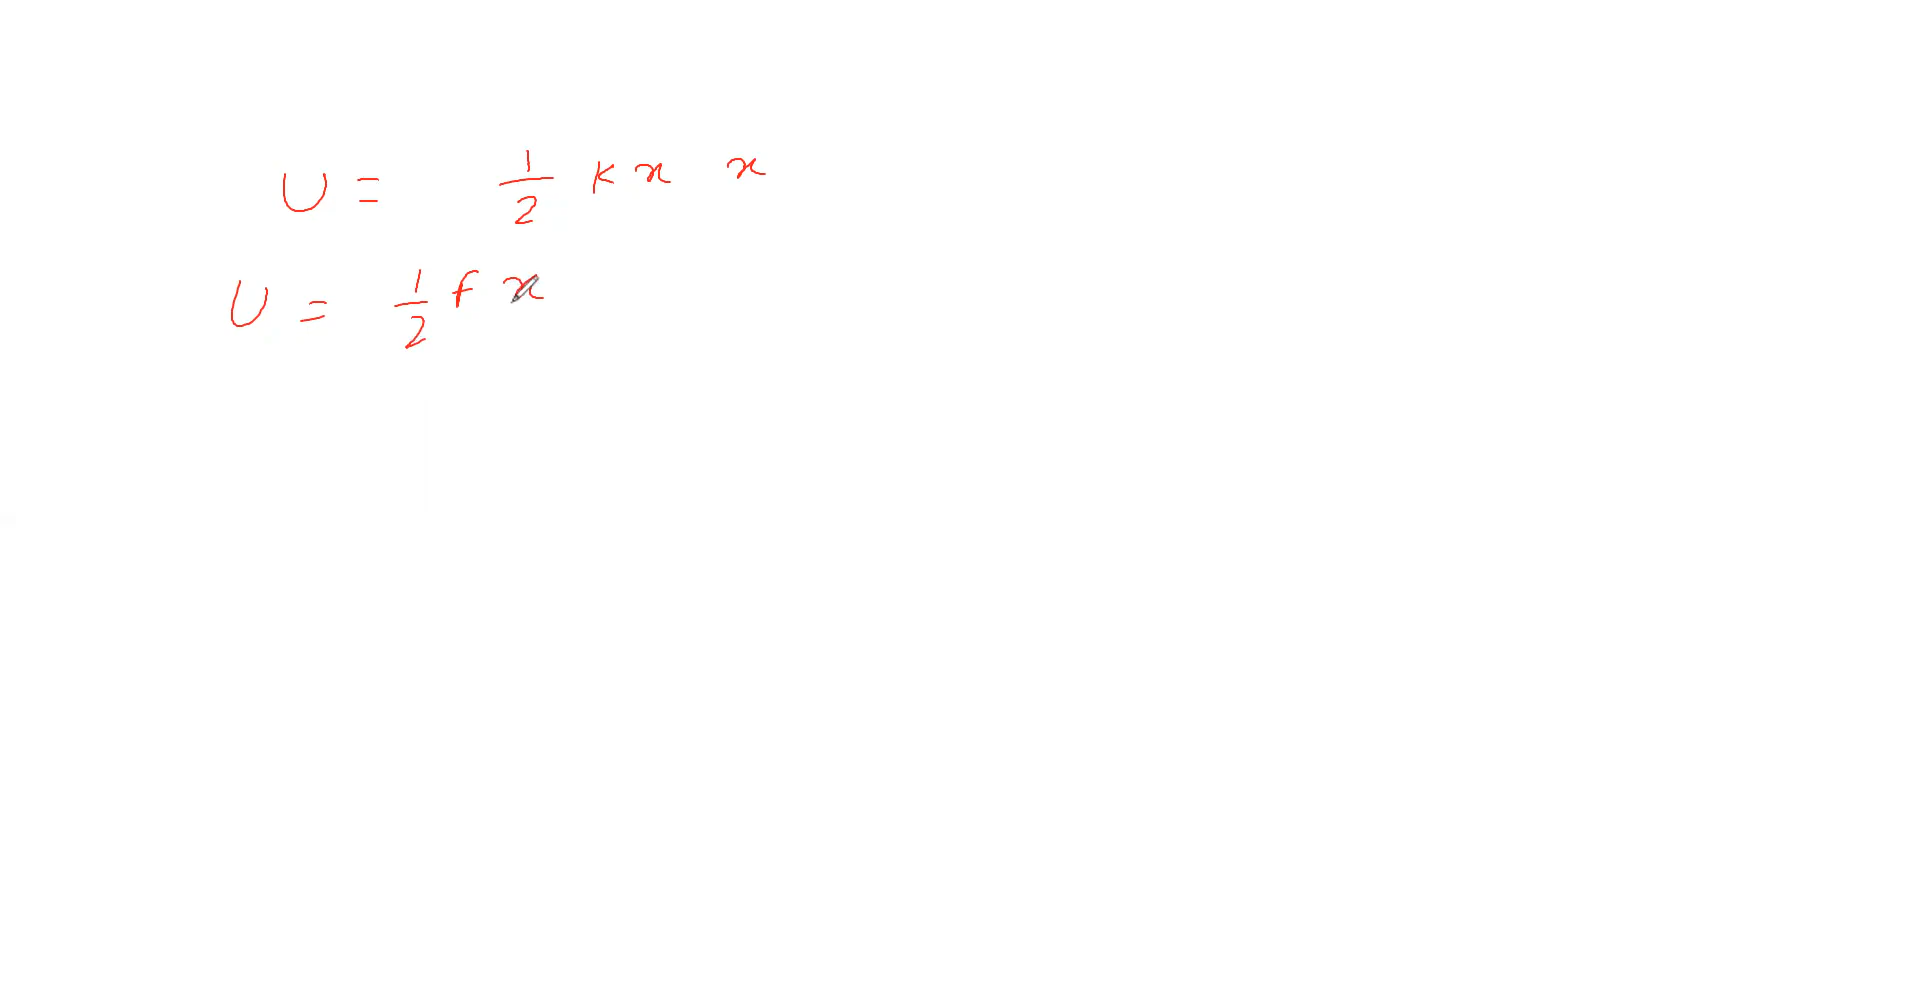 U = 1/2 k x x
U = 1/2 f x